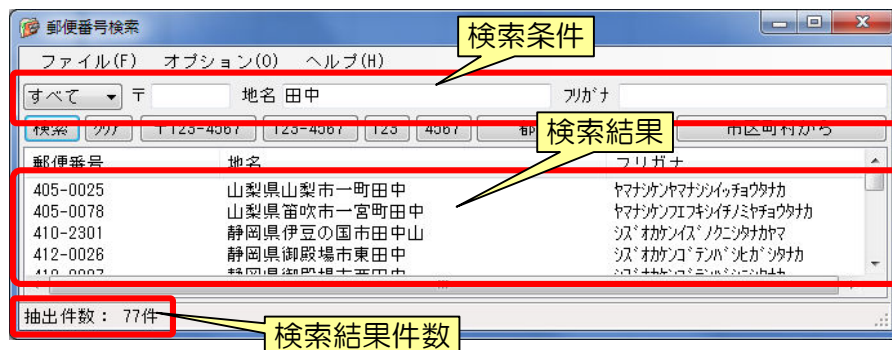 郵便番号検索
検索条件
ファイル(F) オプション(O) ヘルプ(H)
すべて 〒 地名 田中 フリガナ
検索 クリア 〒123-4567 123-4567 123 4567 都 市区町村から
検索結果
郵便番号 地名 フリガナ
405-0025 山梨県山梨市一町田中 ヤマナシケンヤマナシシイッチョウタナカ
405-0078 山梨県笛吹市一宮町田中 ヤマナシケンフエフキシイチノミヤチョウタナカ
410-2301 静岡県伊豆の国市田中山 シズオカケンイズノクニシタナカヤマ
412-0026 静岡県御殿場市東田中 シズオカケンゴテンバシヒガシタナカ
抽出件数： 77件
検索結果件数